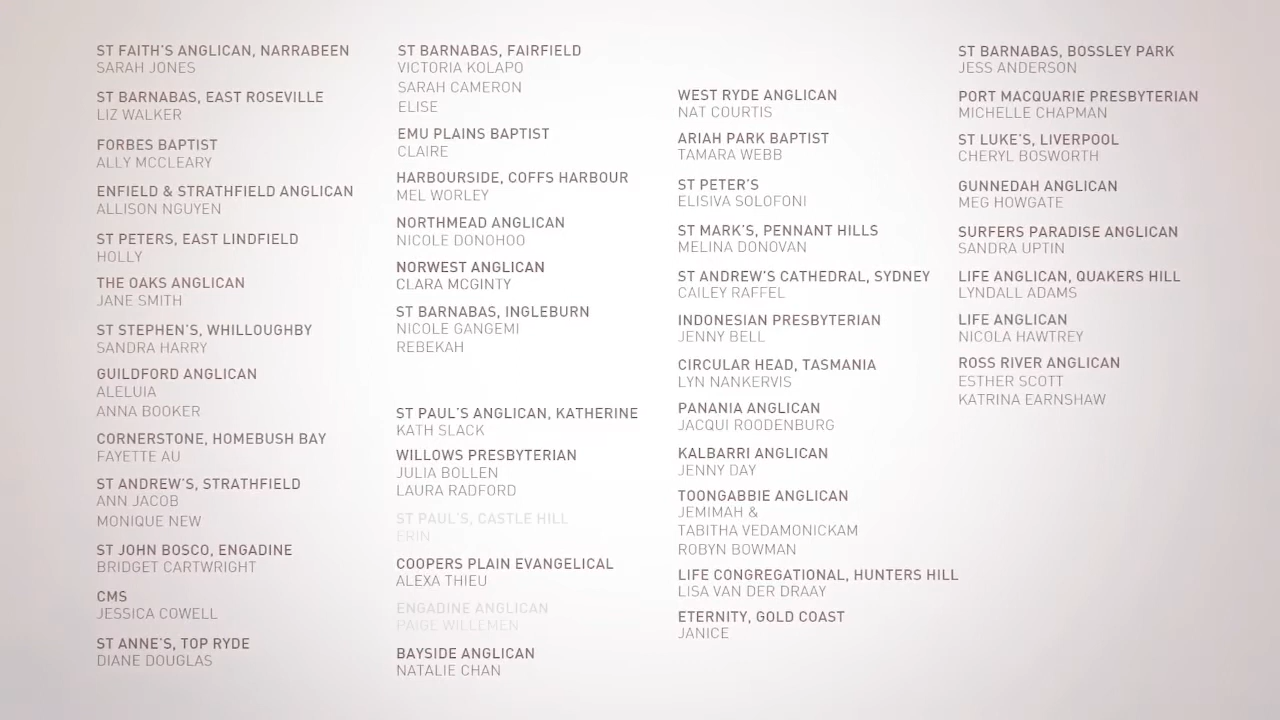 ST FAITH'S ANGLICAN, NARRABEEN
SARAH JONES
ST BARNABAS, EAST ROSEVILLE
LIZ WALKER
FORBES BAPTIST
ALLY MCCLEARY
ENFIELD & STRATHFIELD ANGLICAN
ALLISON NGUYEN
ST PETERS, EAST LINDFIELD
HOLLY
THE OAKS ANGLICAN
JANE SMITH
ST STEPHEN'S, WHILLOUGHBY
SANDRA HARRY
GUILDFORD ANGLICAN
ALELUIA
ANNA BOOKER
CORNERSTONE, HOMEBUSH BAY
FAYETTE AU
ST ANDREW'S, STRATHFIELD
ANN JACOB
MONIQUE NEW
ST JOHN BOSCO, ENGADINE
BRIDGET CARTWRIGHT
CMS
JESSICA COWELL
ST ANNE'S, TOP RYDE
DIANE DOUGLAS
ST BARNABAS, FAIRFIELD
VICTORIA KOLAPO
SARAH CAMERON
ELISE
EMU PLAINS BAPTIST
CLAIRE
HARBOURSIDE, COFFS HARBOUR
MEL WORLEY
NORTHMEAD ANGLICAN
NICOLE DONOHOO
NORWEST ANGLICAN
CLARA MCGINTY
ST BARNABAS, INGLEBURN
NICOLE GANGEMI
REBEKAH
ST PAUL'S ANGLICAN, KATHERINE
KATH SLACK
WILLOWS PRESBYTERIAN
JULIA BOLLEN
LAURA RADFORD
ST PAUL'S, CASTLE HILL
ERIN
COOPERS PLAIN EVANGELICAL
ALEXA THIEU
ENGADINE ANGLICAN
PAIGE WILLEMEN
BAYSIDE ANGLICAN
NATALIE CHAN
WEST RYDE ANGLICAN
NAT COURTIS
ARIAH PARK BAPTIST
TAMARA WEBB
ST PETER'S
ELISIVA SOLOFONI
ST MARK'S, PENNANT HILLS
MELINA DONOVAN
ST ANDREW'S CATHEDRAL, SYDNEY
CAILEY RAFFEL
INDONESIAN PRESBYTERIAN
JENNY BELL
CIRCULAR HEAD, TASMANIA
LYN NANKERVIS
PANANIA ANGLICAN
JACQUI ROODENBURG
KALBARRI ANGLICAN
JENNY DAY
TOONGABBIE ANGLICAN
JEMIMAH &
TABITHA VEDAMONICKAM
ROBYN BOWMAN
LIFE CONGREGATIONAL, HUNTERS HILL
LISA VAN DER DRAAY
ETERNITY, GOLD COAST
JANICE
ST BARNABAS, BOSSLEY PARK
JESS ANDERSON
PORT MACQUARIE PRESBYTERIAN
MICHELLE CHAPMAN
ST LUKE'S, LIVERPOOL
CHERYL BOSWORTH
GUNNEDAH ANGLICAN
MEG HOWGATE
SURFERS PARADISE ANGLICAN
SANDRA UPTIN
LIFE ANGLICAN, QUAKERS HILL
LYNDALL ADAMS
LIFE ANGLICAN
NICOLA HAWTREY
ROSS RIVER ANGLICAN
ESTHER SCOTT
KATRINA EARNSHAW